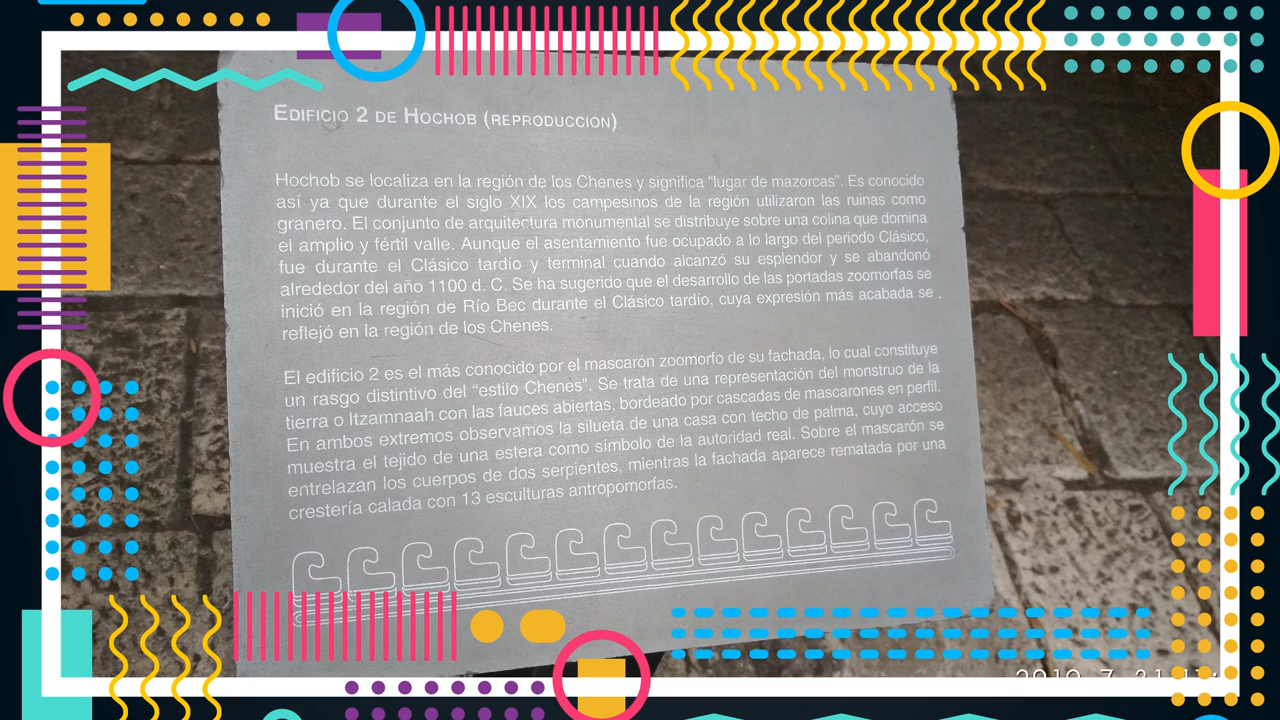 EDIFICIO 2 DE HOCHOB (REPRODUCCIÓN)
Hochob se localiza en la región de los Chenes y significa “lugar de mazorcas”. Es conocido
así ya que durante el siglo XIX los campesinos de la región utilizaron las ruinas como
granero. El conjunto de arquitectura monumental se distribuye sobre una colina que domina
el amplio y fértil valle. Aunque el asentamiento fue ocupado a lo largo del periodo Clásico,
fue durante el Clásico tardío y terminal cuando alcanzó su esplendor y se abandonó
alrededor del año 1100 d. C. Se ha sugerido que el desarrollo de las portadas zoomorfas se
inició en la región de Río Bec durante el Clásico tardío, cuya expresión más acabada se
reflejó en la región de los Chenes.
El edificio 2 es el más conocido por el mascarón zoomorfo de su fachada, lo cual constituye
un rasgo distintivo del “estilo Chenes”. Se trata de una representación del monstruo de la
tierra o Itzamnaah con las fauces abiertas, bordeado por cascadas de mascarones en perfil.
En ambos extremos observamos la silueta de una casa con techo de palma, cuyo acceso
muestra el tejido de una estera como símbolo de la autoridad real. Sobre el mascarón se
entrelazan los cuerpos de dos serpientes, mientras la fachada aparece rematada por una
crestería calada con 13 esculturas antropomorfas.